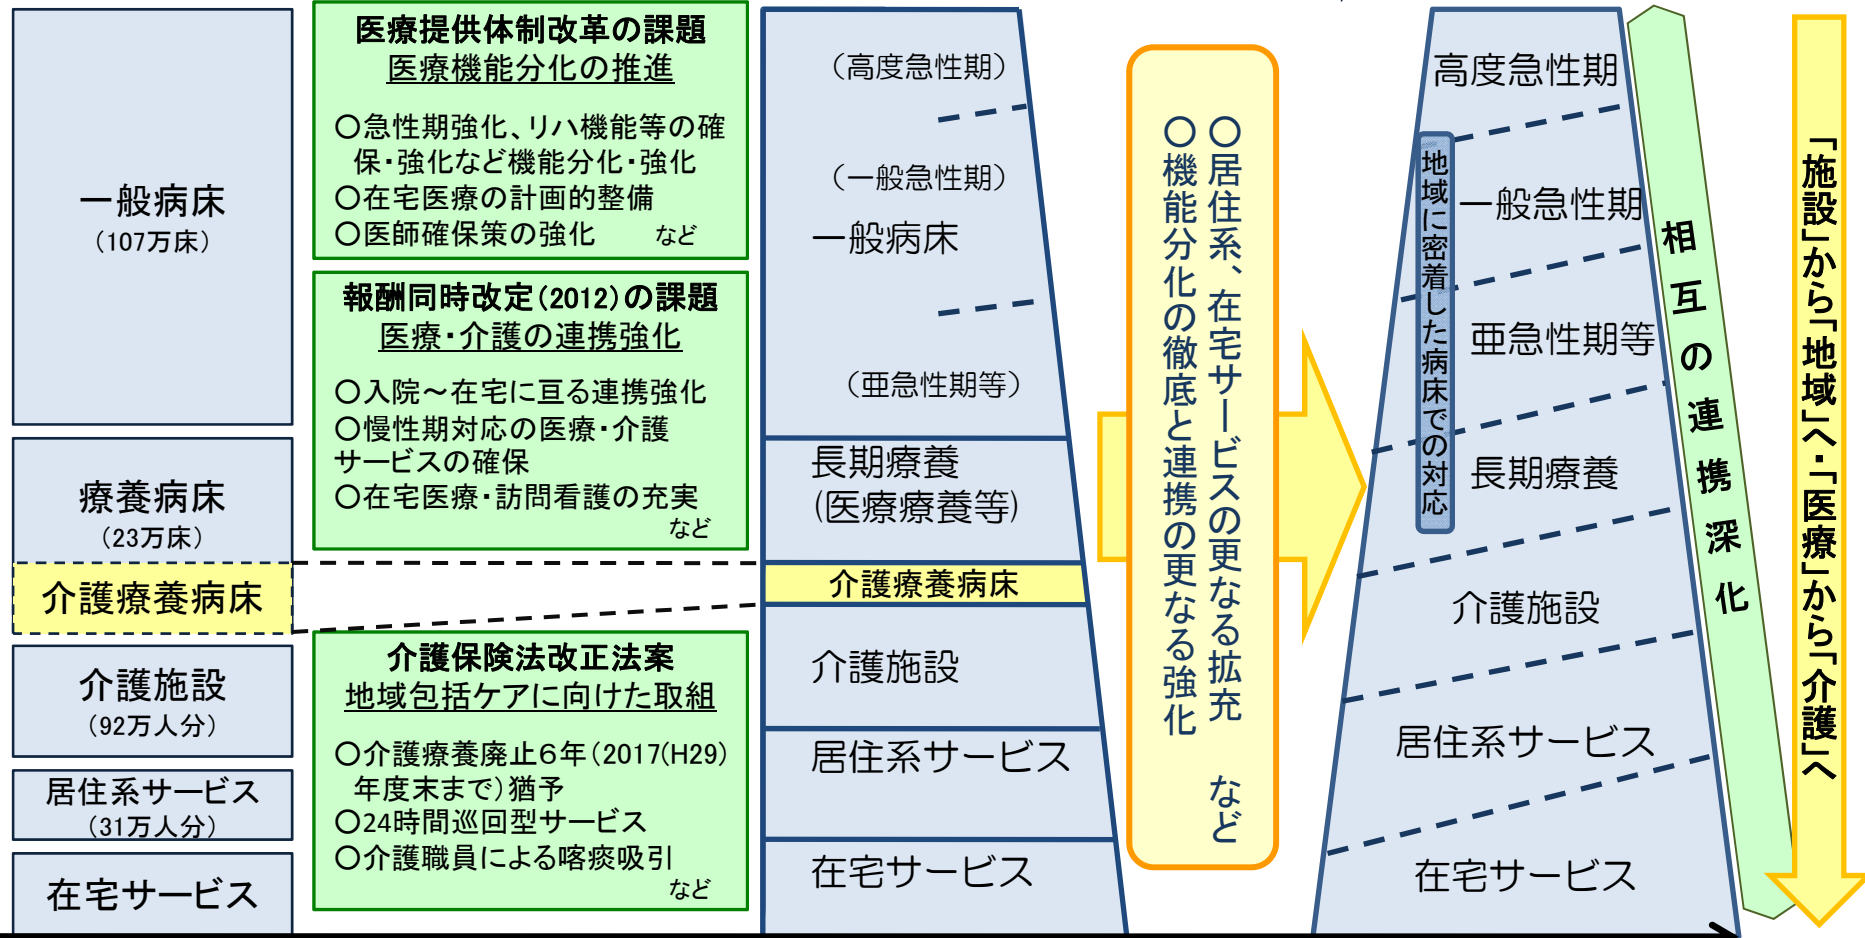 一般病床
（107万床）
療養病床
（23万床）
介護療養病床
介護施設
（92万人分）
居住系サービス
（31万人分）
在宅サービス
医療提供体制改革の課題
医療機能分化の推進
○急性期強化、リハ機能等の確
保・強化など機能分化・強化
○在宅医療の計画的整備
○医師確保策の強化　　など
報酬同時改定（2012）の課題
医療・介護の連携強化
○入院～在宅に亘る連携強化
○慢性期対応の医療・介護
サービスの確保
○在宅医療・訪問看護の充実
など
介護保険法改正法案
地域包括ケアに向けた取組
○介護療養廃止６年（2017(H29)
年度末まで）猶予
○24時間巡回型サービス
○介護職員による喀痰吸引
など
（高度急性期）
（一般急性期）
一般病床
（亜急性期等）
長期療養
(医療療養等)
介護療養病床
介護施設
居住系サービス
在宅サービス
○居住系、在宅サービスの更なる拡充
○機能分化の徹底と連携の更なる強化　など
高度急性期
一般急性期
亜急性期等
長期療養
介護施設
居住系サービス
在宅サービス
地域に密着した病床での対応
相互の連携深化
「施設」から「地域」へ・「医療」から「介護」へ